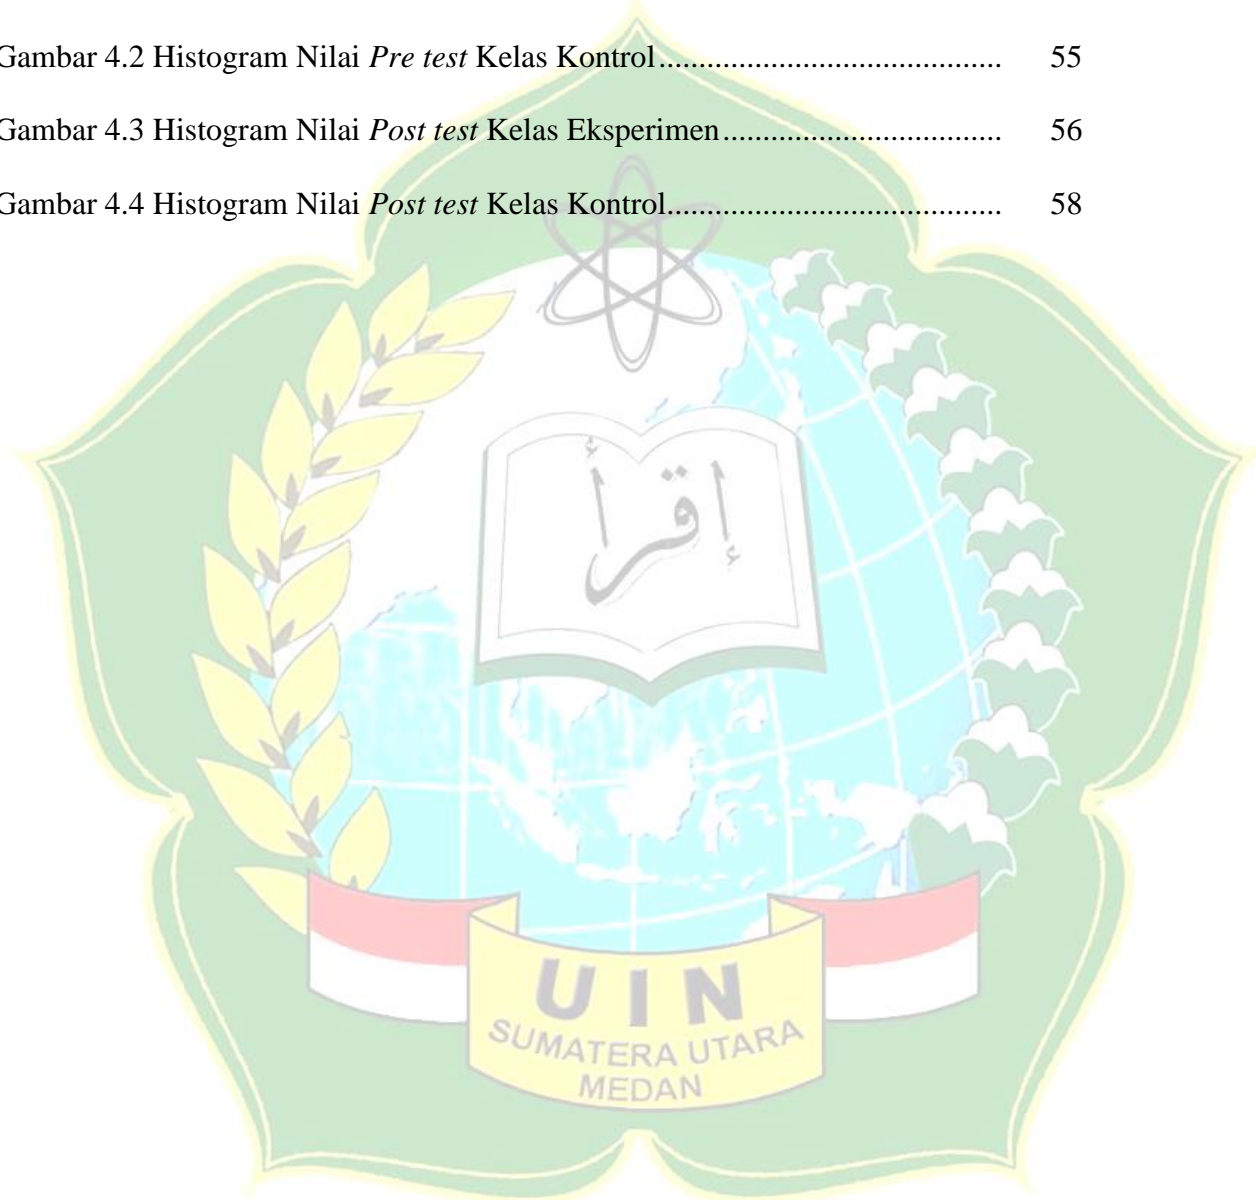 Gambar 4.2 Histogram Nilai Pre test Kelas Kontrol.......................................... 55
Gambar 4.3 Histogram Nilai Post test Kelas Eksperimen.................................. 56
Gambar 4.4 Histogram Nilai Post test Kelas Kontrol......................................... 58
إقرأ
UIN
SUMATERA UTARA
MEDAN